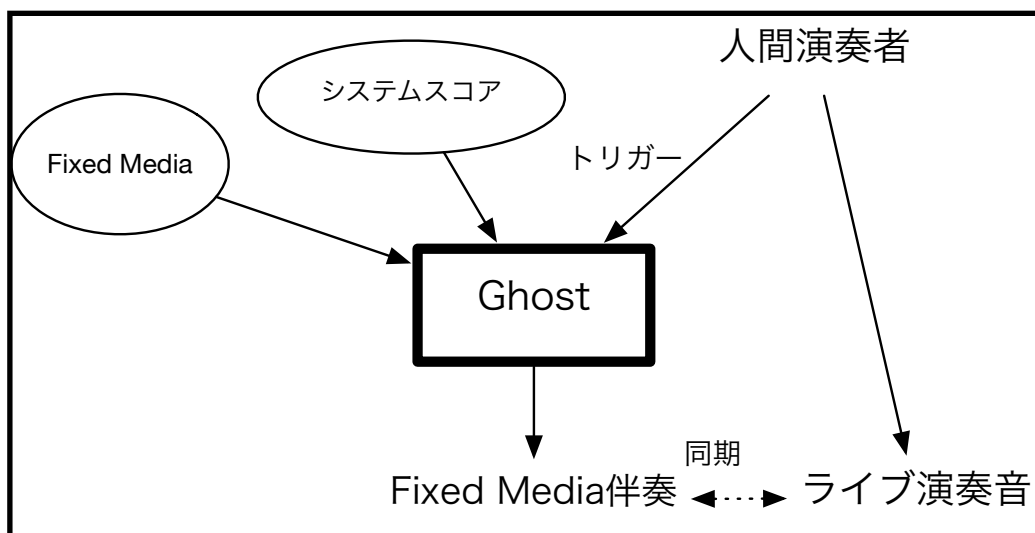 人間演奏者
システムスコア
Fixed Media
トリガー
Ghost
同期
Fixed Media伴奏
ライブ演奏音